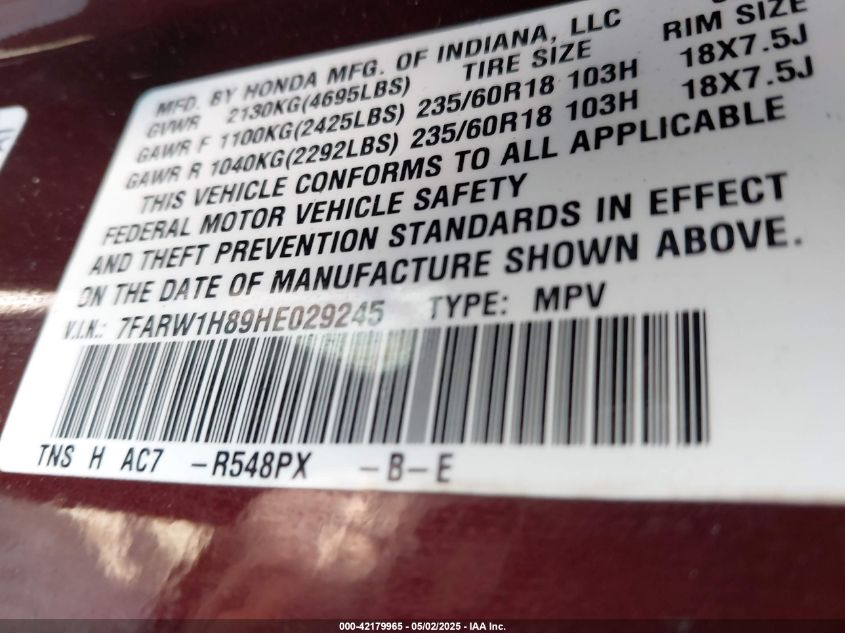 MFD. BY HONDA MFG. OF INDIANA, LLC
GVWR 2130KG(4695LBS) TIRE SIZE RIM SIZE
GAWR F 1100KG(2425LBS) 235/60R18 103H 18X7.5J
GAWR R 1040KG(2292LBS) 235/60R18 103H 18X7.5J
THIS VEHICLE CONFORMS TO ALL APPLICABLE
FEDERAL MOTOR VEHICLE SAFETY
AND THEFT PREVENTION STANDARDS IN EFFECT
ON THE DATE OF MANUFACTURE SHOWN ABOVE.
V.I.N.: 7FARW1H89HE029245 TYPE: MPV
TNS H AC7 -R548PX -B-E
000-42179965 - 05/02/2025 - IAA Inc.